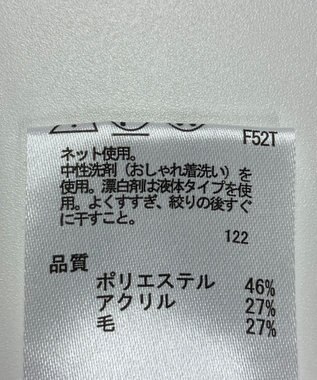 F52T
ネット使用。
中性洗剤（おしゃれ着洗い）を
使用。漂白剤は液体タイプを使
用。よくすすぎ、絞りの後すぐ
に干すこと。
122
品質
ポリエステル 46%
アクリル 27%
毛 27%